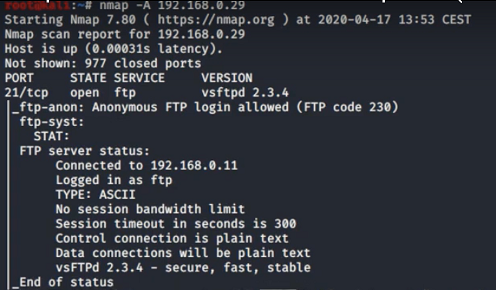 root@kali:~# nmap -A 192.168.0.29
Starting Nmap 7.80 ( https://nmap.org ) at 2020-04-17 13:53 CEST
Nmap scan report for 192.168.0.29
Host is up (0.00031s latency).
Not shown: 977 closed ports
PORT STATE SERVICE VERSION
21/tcp open ftp vsftpd 2.3.4
|_ftp-anon: Anonymous FTP login allowed (FTP code 230)
| ftp-syst:
| STAT:
| FTP server status:
| Connected to 192.168.0.11
| Logged in as ftp
| TYPE: ASCII
| No session bandwidth limit
| Session timeout in seconds is 300
| Control connection is plain text
| Data connections will be plain text
| vsFTPd 2.3.4 - secure, fast, stable
|_End of status